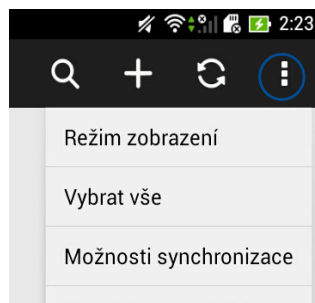 2:23
Režim zobrazení
Vybrat vše
Možnosti synchronizace